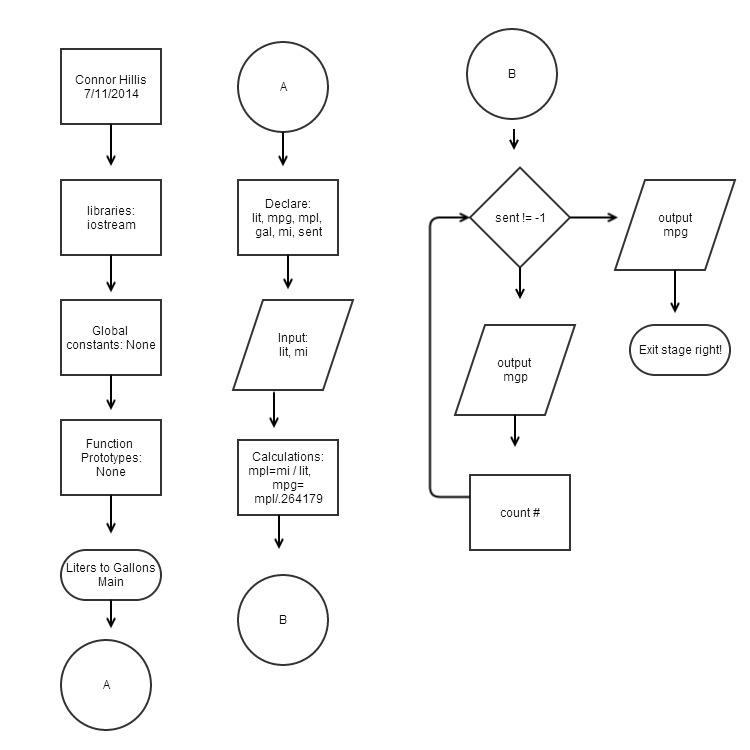 Connor Hillis
7/11/2014
libraries:
iostream
Global
constants: None
Function
Prototypes:
None
Liters to Gallons
Main
A
A
Declare:
lit, mpg, mpl,
gal, mi, sent
Input:
lit, mi
Calculations:
mpl=mi / lit,
mpg=
mpl/.264179
B
B
sent != -1
output
mpg
Exit stage right!
output
mgp
count #